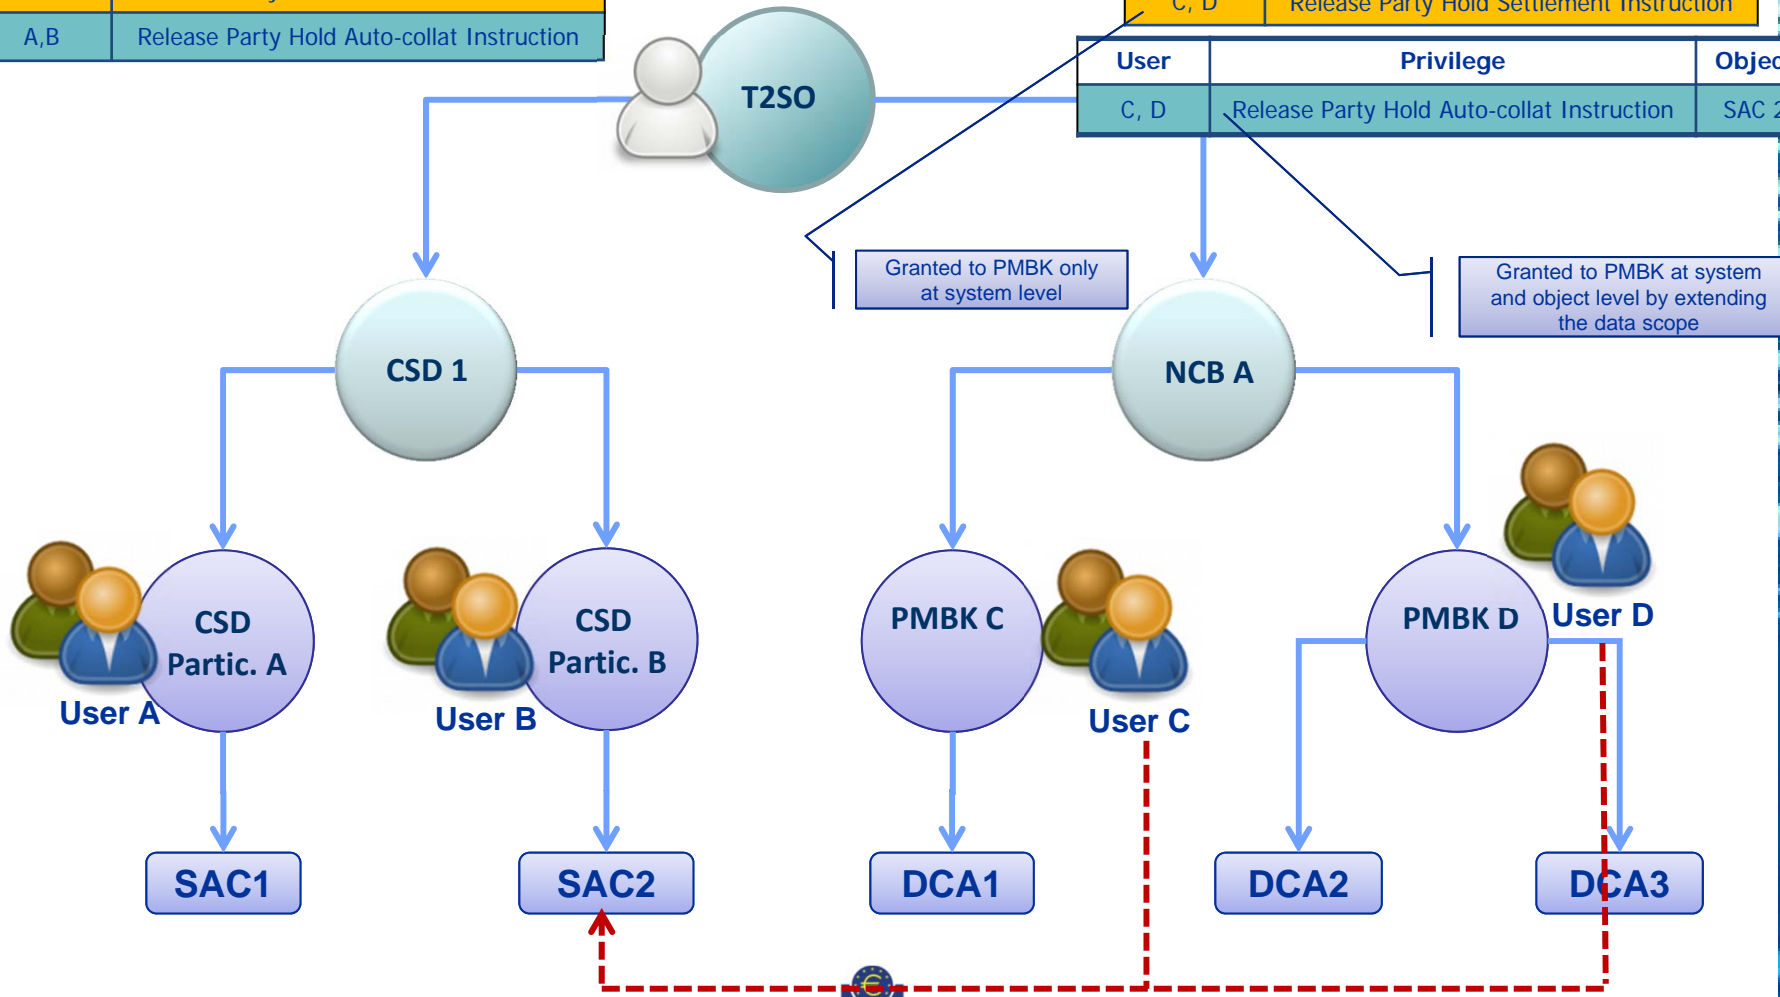 C, D Release Party Hold Settlement Instruction
A,B Release Party Hold Auto-collat Instruction
User Privilege
C, D Release Party Hold Auto-collat Instruction SAC 2
T2SO
Granted to PMBK only
at system level
Granted to PMBK at system
and object level by extending
the data scope
CSD 1
NCB A
CSD
Partic. A
User A
CSD
Partic. B
User B
PMBK C
User C
PMBK D
User D
SAC1
SAC2
DCA1
DCA2
DCA3